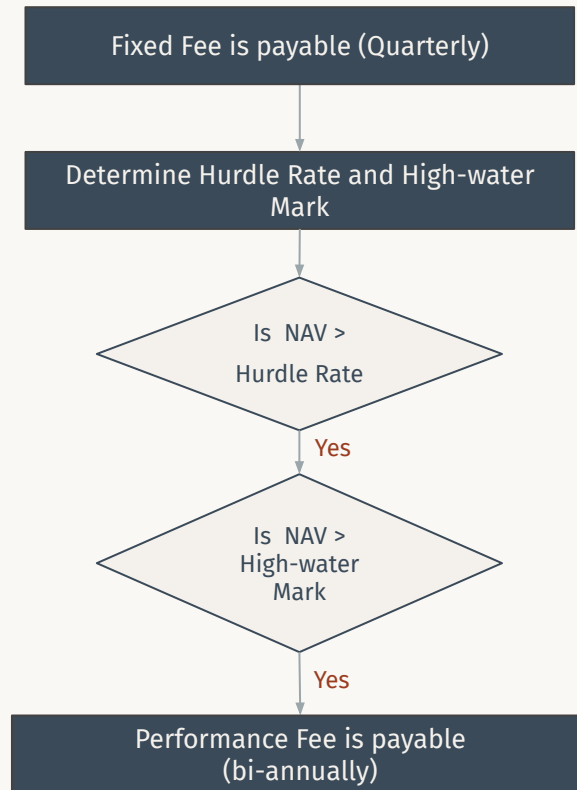 Fixed Fee is payable (Quarterly)
Determine Hurdle Rate and High-water
Mark
Is NAV >
Hurdle Rate
Yes
Is NAV >
High-water
Mark
Yes
Performance Fee is payable
(bi-annually)